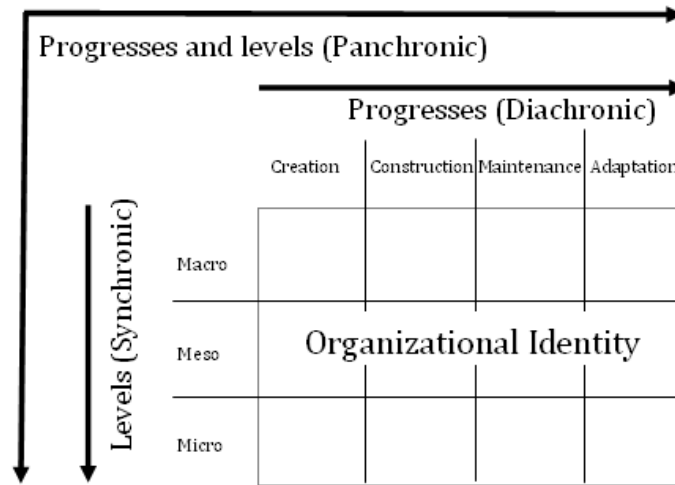 Progresses and levels (Panchronic)
Progresses (Diachronic)
Creation Construction Maintenance Adaptation
Levels (Synchronic)
Macro
Meso
Organizational Identity
Micro